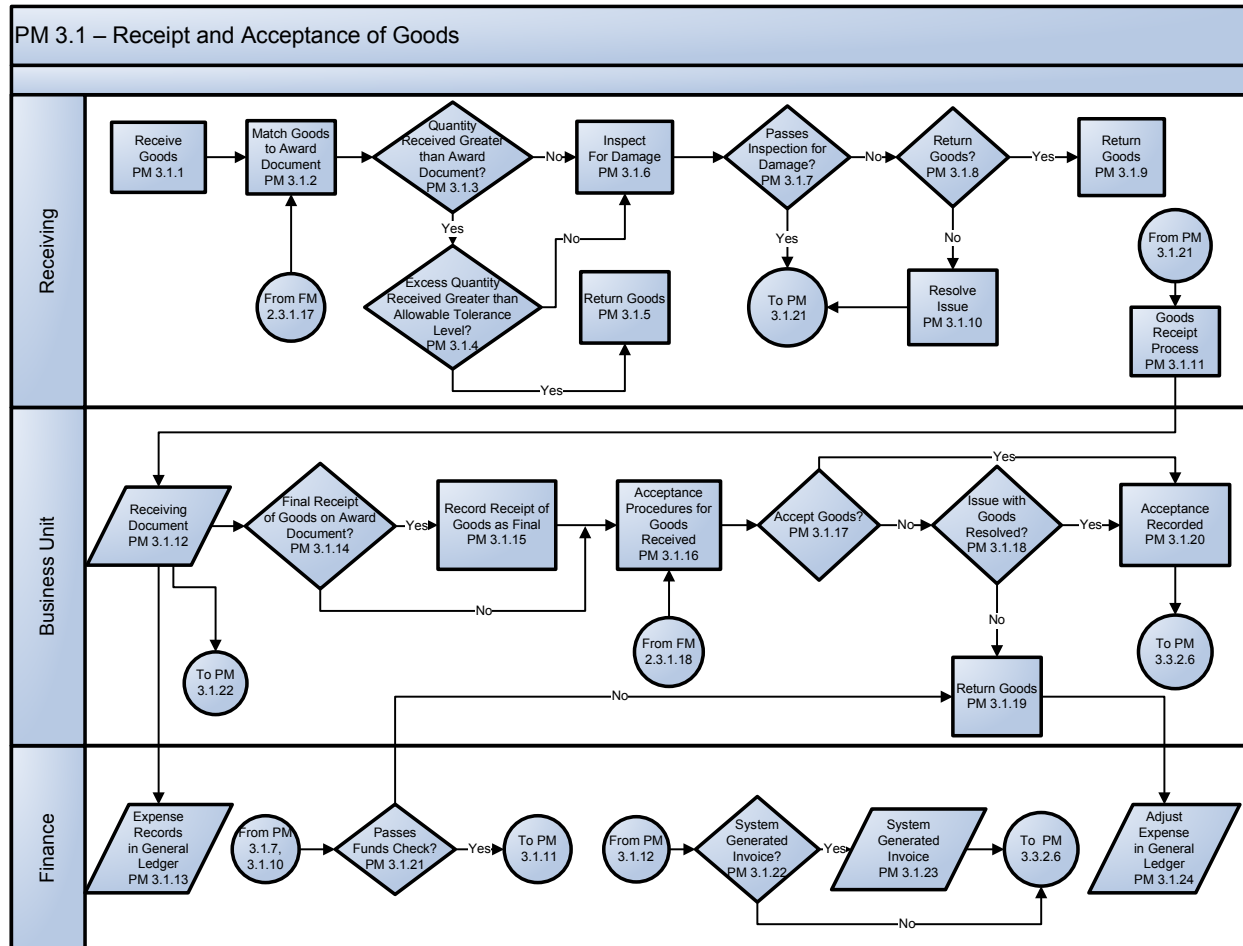 PM 3.1 – Receipt and Acceptance of Goods
Receiving
Receive
Goods
PM 3.1.1
Match Goods
to Award
Document
PM 3.1.2
From FM
2.3.1.17
Quantity
Received Greater
than Award
Document?
PM 3.1.3
No
Yes
Excess Quantity
Received Greater than
Allowable Tolerance
Level?
PM 3.1.4
No
Yes
Return Goods
PM 3.1.5
Inspect
For Damage
PM 3.1.6
Passes
Inspection for
Damage?
PM 3.1.7
No
Yes
To PM
3.1.21
Return
Goods?
PM 3.1.8
Yes
No
Return
Goods
PM 3.1.9
Resolve
Issue
PM 3.1.10
From PM
3.1.21
Goods
Receipt
Process
PM 3.1.11
Business Unit
Receiving
Document
PM 3.1.12
To PM
3.1.22
Final Receipt
of Goods on Award
Document?
PM 3.1.14
Yes
No
Record Receipt of
Goods as Final
PM 3.1.15
Acceptance
Procedures for
Goods
Received
PM 3.1.16
From FM
2.3.1.18
Accept Goods?
PM 3.1.17
Yes
No
Issue with
Goods
Resolved?
PM 3.1.18
Yes
No
Acceptance
Recorded
PM 3.1.20
To PM
3.3.2.6
Return Goods
PM 3.1.19
No
Finance
Expense
Records
in General
Ledger
PM 3.1.13
From PM
3.1.7,
3.1.10
Passes
Funds Check?
PM 3.1.21
Yes
To PM
3.1.11
From PM
3.1.12
System
Generated
Invoice?
PM 3.1.22
Yes
No
System
Generated
Invoice
PM 3.1.23
To PM
3.3.2.6
Adjust
Expense
in General
Ledger
PM 3.1.24